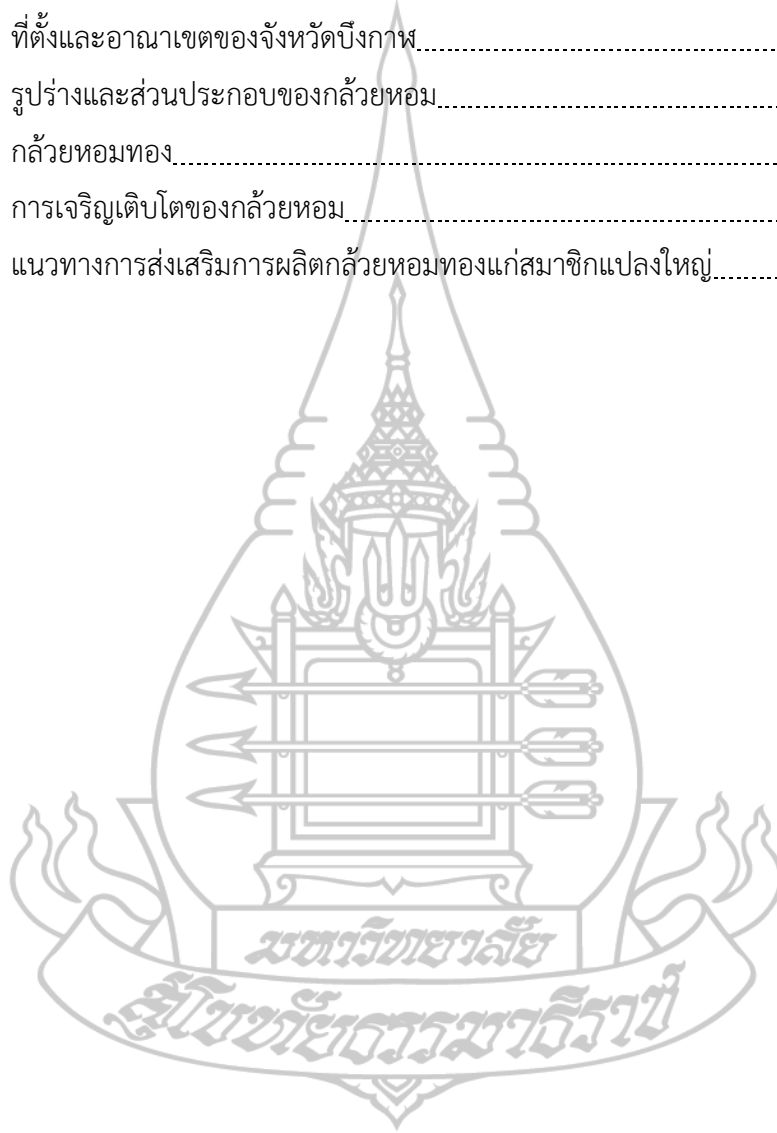 ที่ตั้งและอาณาเขตของจังหวัดบึงกาฬ
รูปร่างและส่วนประกอบของกล้วยหอม
กล้วยหอมทอง
การเจริญเติบโตของกล้วยหอม
แนวทางการส่งเสริมการผลิตกล้วยหอมทองแก่สมาชิกแปลงใหญ่
มหาวิทยาลัย
สุโขทัยธรรมาธิราช